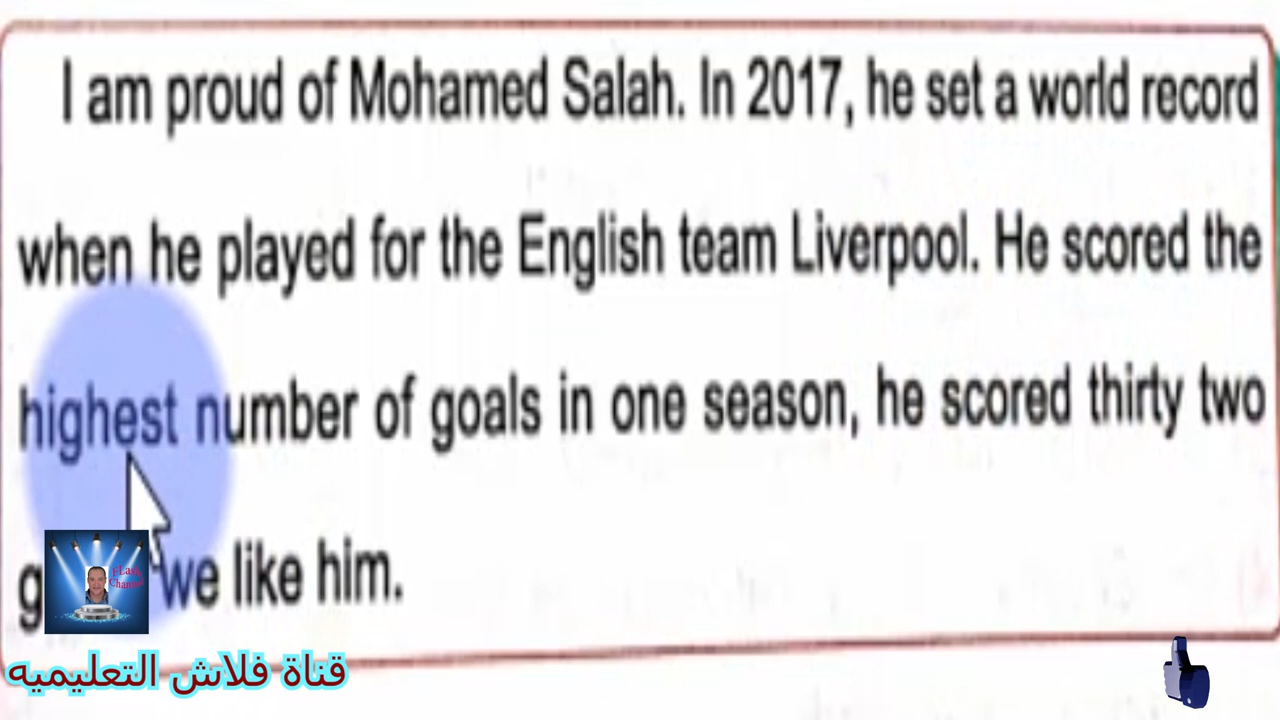 I am proud of Mohamed Salah. In 2017, he set a world record
when he played for the English team Liverpool. He scored the
highest number of goals in one season, he scored thirty two
we like him.
FLash
Channel
قناة فلاش التعليميه